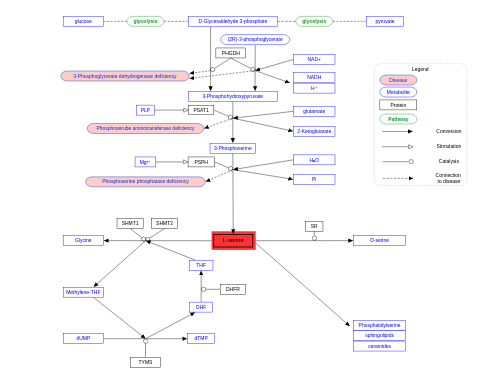 glucose
glycolysis
D-Glyceraldehyde 3-phosphate
glycolysis
pyruvate
(2R)-3-phosphoglycerate
PHGDH
NAD+
3-Phosphoglycerate dehydrogenase deficiency
NADH
H⁺
3-Phosphohydroxypyruvate
PLP
PSAT1
glutamate
Phosphoserube aminotransferase deficiency
2-Ketoglutarate
3-Phosphoserine
Mg²⁺
PSPH
H₂O
Phosphoserine phosphatase deficiency
Pi
Legend
Disease
Metabolite
Protein
Pathway
Conversion
Stimulation
Catalysis
Connection
to disease
SHMT1
SHMT2
SR
Glycine
L-serine
D-serine
THF
Methylene-THF
DHFR
DHF
dUMP
dTMP
TYMS
Phosphatidylserine
sphingolipids
ceramides